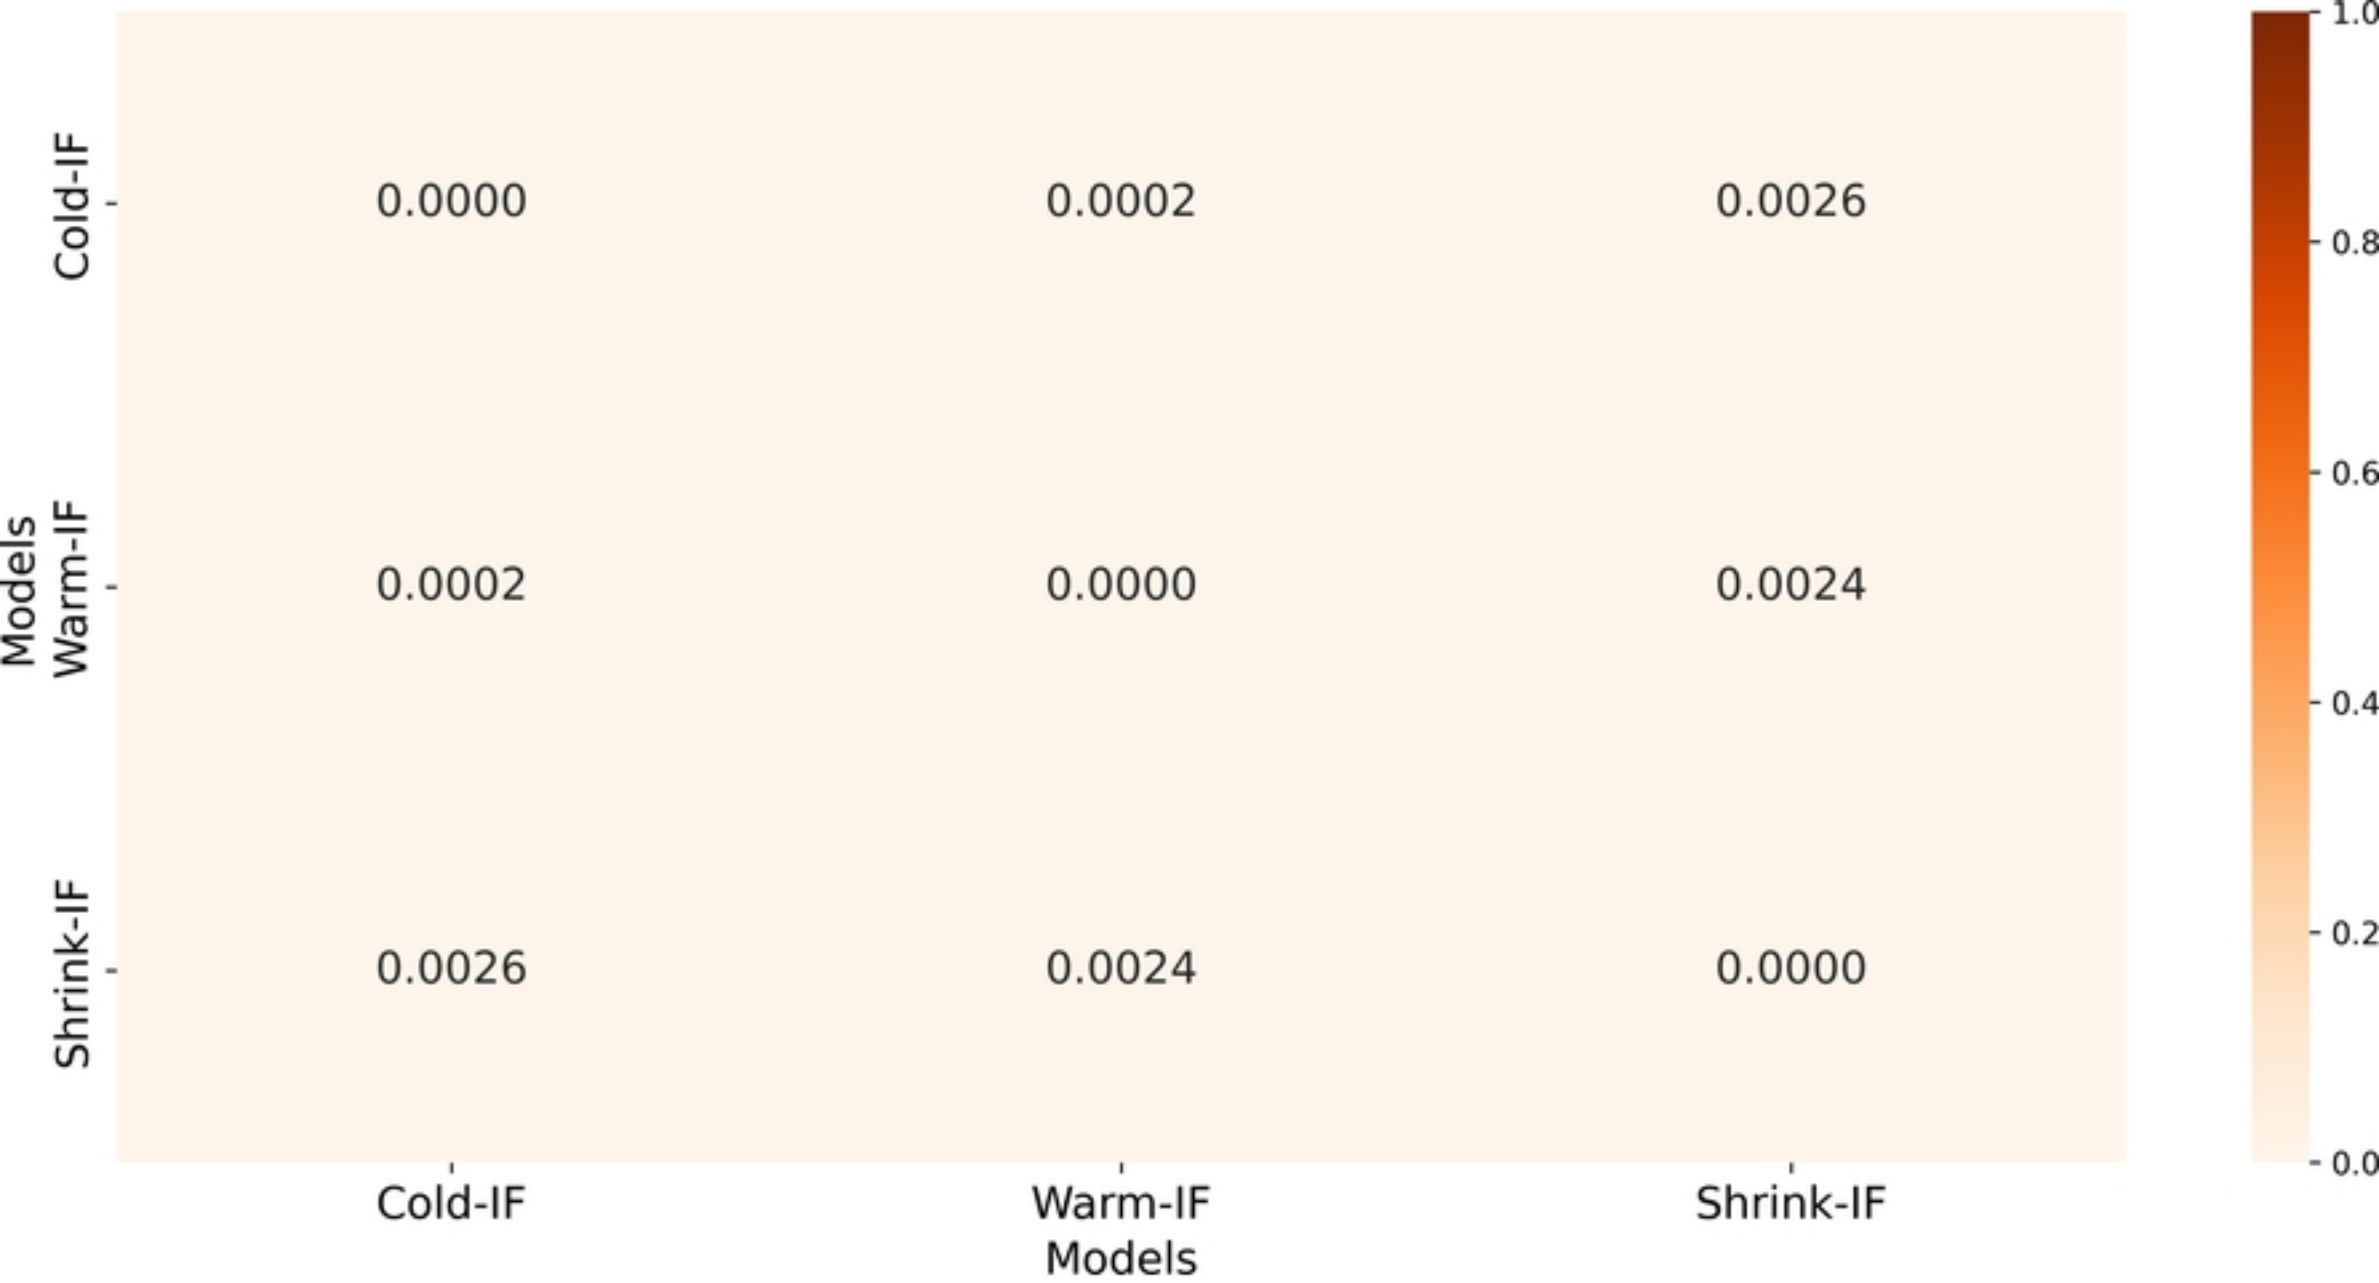 Models
Cold-IF
0.0000 0.0002 0.0026
Warm-IF
0.0002 0.0000 0.0024
Shrink-IF
0.0026 0.0024 0.0000
Cold-IF Warm-IF Shrink-IF
Models
1.0
0.8
0.6
0.4
0.2
0.0